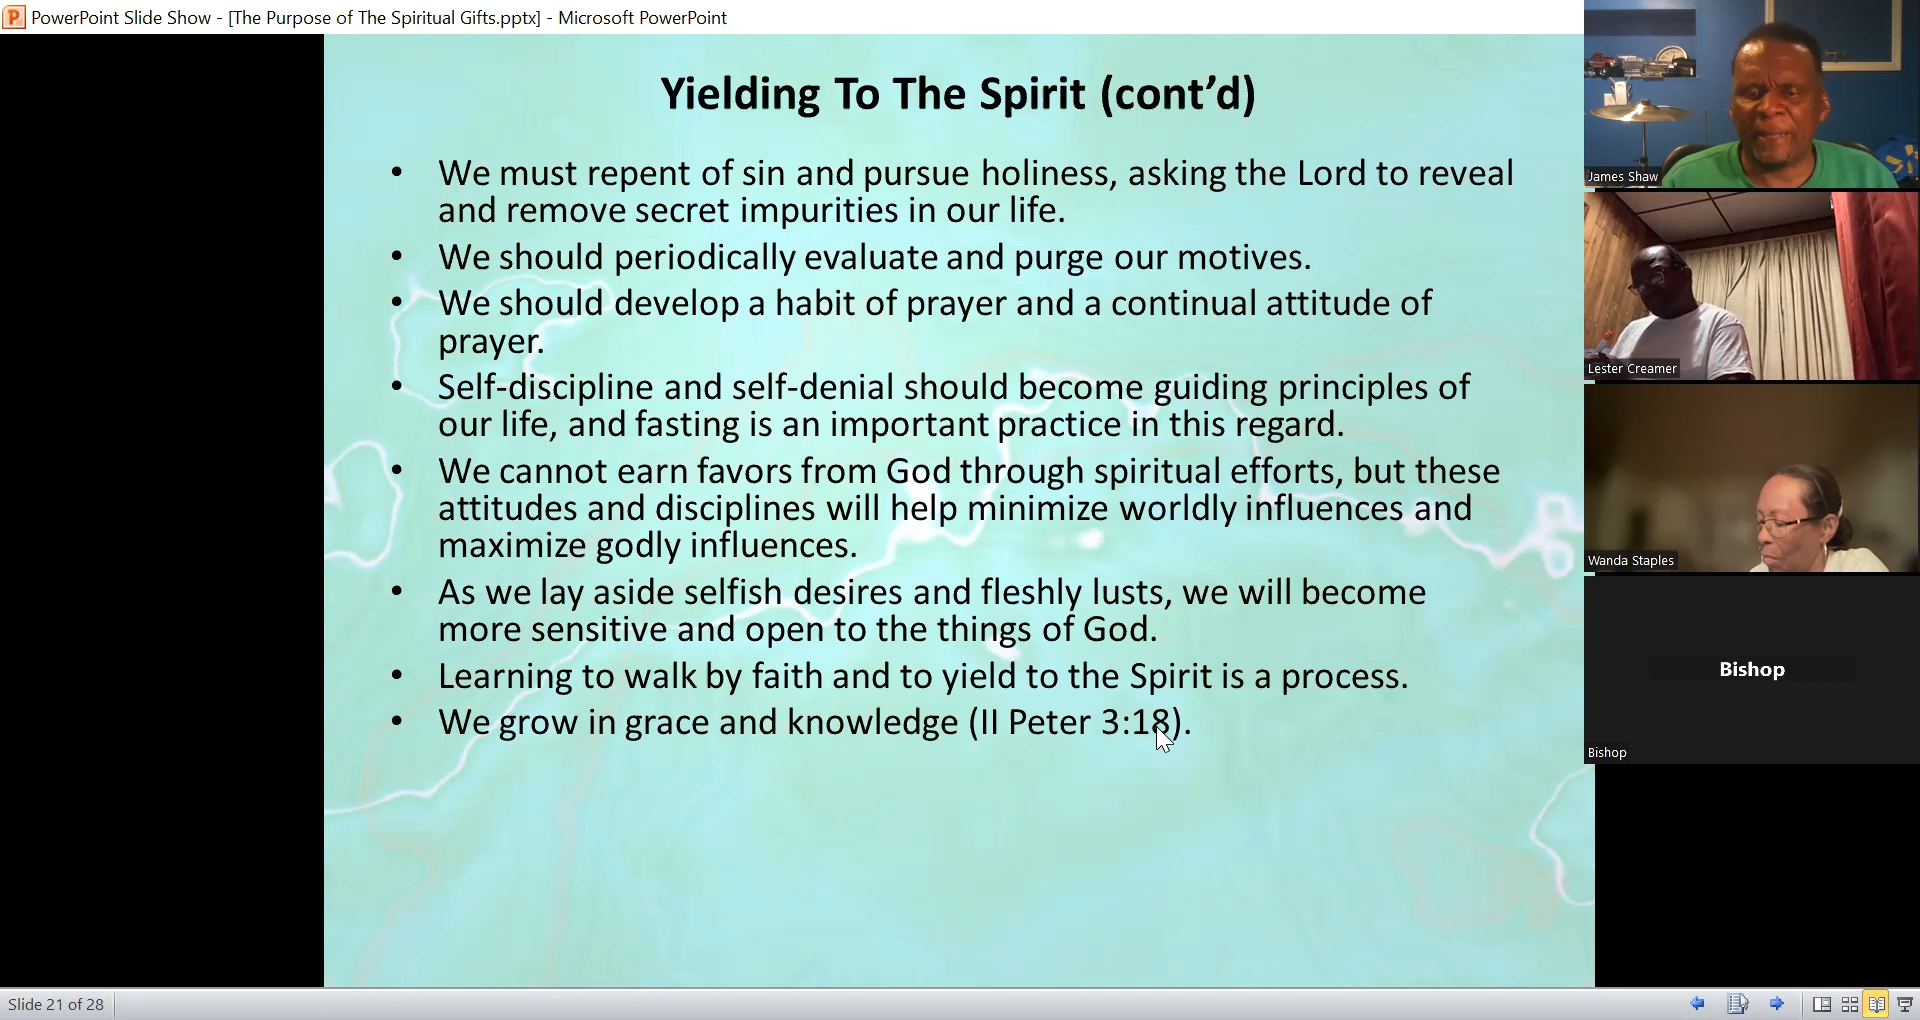 PowerPoint Slide Show - [The Purpose of The Spiritual Gifts.pptx] - Microsoft PowerPoint
Yielding To The Spirit (cont’d)
• We must repent of sin and pursue holiness, asking the Lord to reveal
and remove secret impurities in our life.
• We should periodically evaluate and purge our motives.
• We should develop a habit of prayer and a continual attitude of
prayer.
• Self-discipline and self-denial should become guiding principles of
our life, and fasting is an important practice in this regard.
• We cannot earn favors from God through spiritual efforts, but these
attitudes and disciplines will help minimize worldly influences and
maximize godly influences.
• As we lay aside selfish desires and fleshly lusts, we will become
more sensitive and open to the things of God.
• Learning to walk by faith and to yield to the Spirit is a process.
• We grow in grace and knowledge (II Peter 3:18).
James Shaw
Lester Creamer
Wanda Staples
Bishop
Bishop
Slide 21 of 28